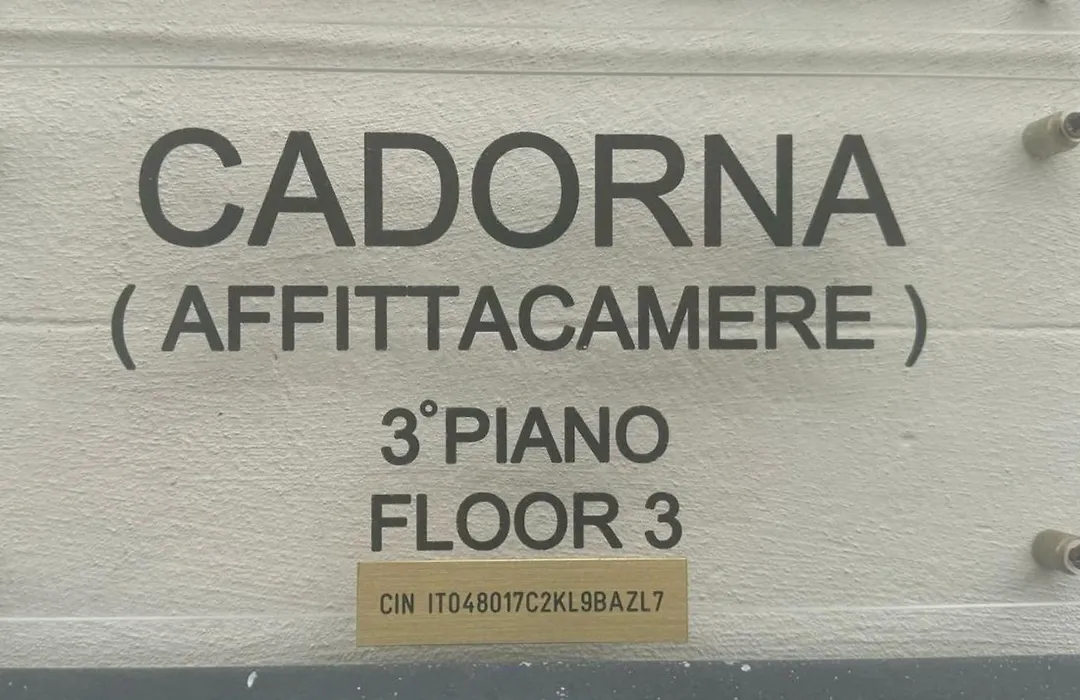 CADORNA
( AFFITTACAMERE )
3°PIANO
FLOOR 3
CIN IT048017C2KL9BAZL7